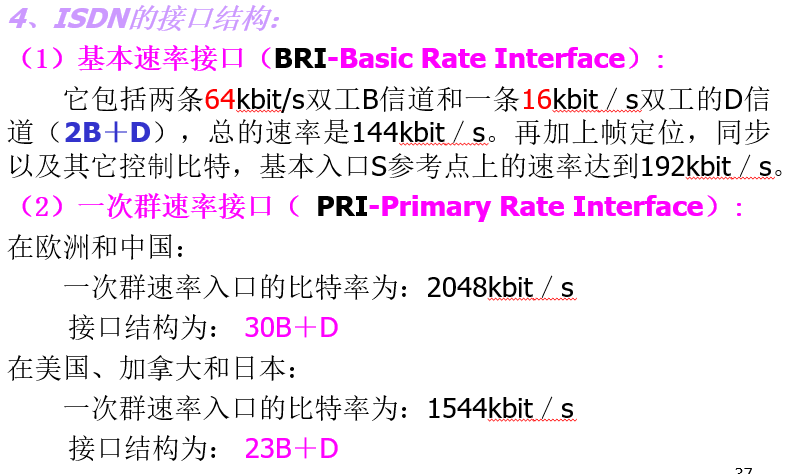 4、ISDN的接口结构：
（1）基本速率接口（BRI-Basic Rate Interface）：
它包括两条64kbit/s双工B信道和一条16kbit／s双工的D信
道（2B＋D），总的速率是144kbit／s。再加上帧定位，同步
以及其它控制比特，基本入口S参考点上的速率达到192kbit／s。
（2）一次群速率接口（ PRI-Primary Rate Interface）：
在欧洲和中国：
一次群速率入口的比特率为：2048kbit／s
接口结构为： 30B＋D
在美国、加拿大和日本：
一次群速率入口的比特率为：1544kbit／s
接口结构为： 23B＋D